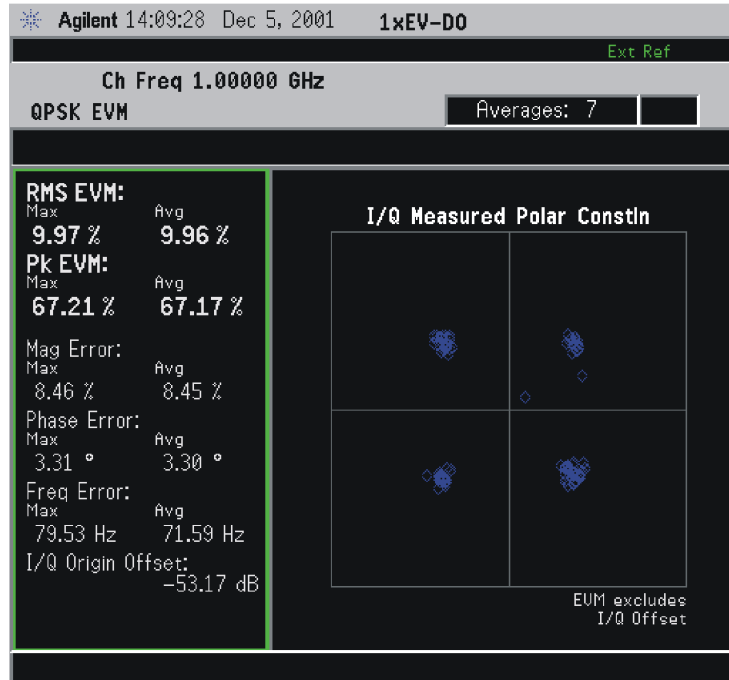 Agilent 14:09:28 Dec 5, 2001 1xEV-DO
Ext Ref
Ch Freq 1.00000 GHz
QPSK EVM
Averages: 7
RMS EVM:
Max Avg
9.97 % 9.96 %
Pk EVM:
Max Avg
67.21 % 67.17 %
Mag Error:
Max Avg
8.46 % 8.45 %
Phase Error:
Max Avg
3.31 ° 3.30 °
Freq Error:
Max Avg
79.53 Hz 71.59 Hz
I/Q Origin Offset:
-53.17 dB
I/Q Measured Polar Constln
EVM excludes
I/Q Offset